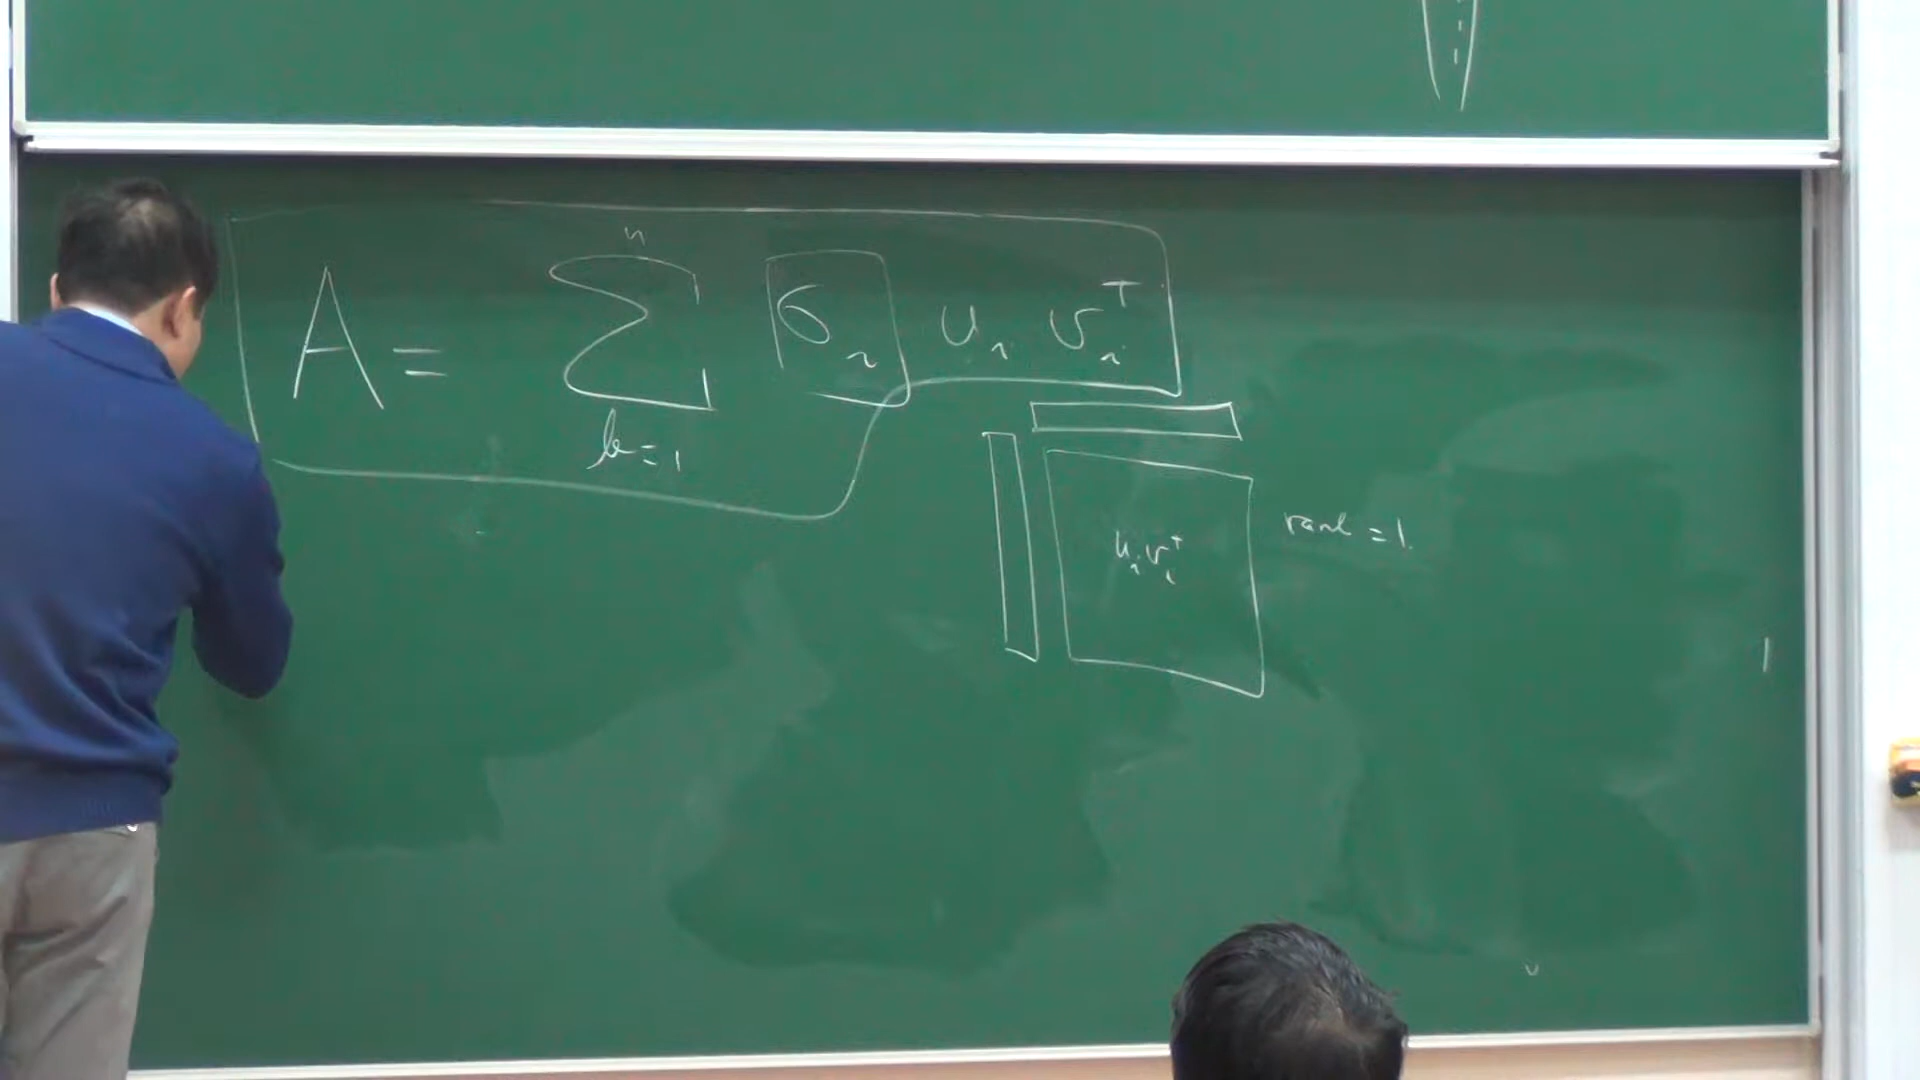 n
A = Σ σᵢ uᵢ vᵢᵀ
k=1
uᵢvᵢᵀ
rank = 1.